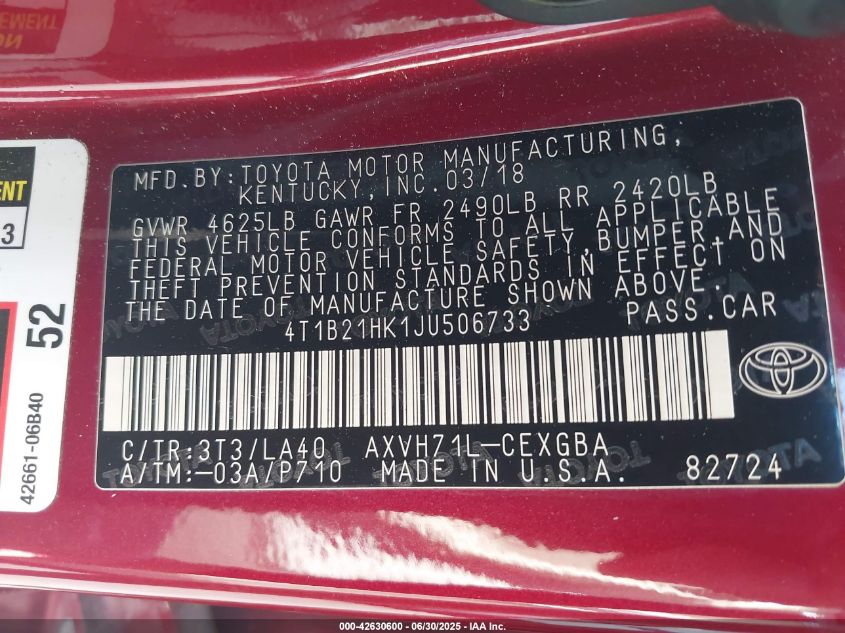 MFD.BY:TOYOTA MOTOR MANUFACTURING,
KENTUCKY,INC.03/18
GVWR 4625LB GAWR FR 2490LB RR 2420LB
THIS VEHICLE CONFORMS TO ALL APPLICABLE
FEDERAL MOTOR VEHICLE SAFETY,BUMPER,AND
THEFT PREVENTION STANDARDS IN EFFECT ON
THE DATE OF MANUFACTURE SHOWN ABOVE.
4T1B21HK1JU506733 PASS.CAR
C/TR:3T3/LA40 AXVH71L-CEXGBA
A/TM:-03A/P710 MADE IN U.S.A. 82724
52
42661-06B40
000-42630600 - 06/30/2025 - IAA Inc.